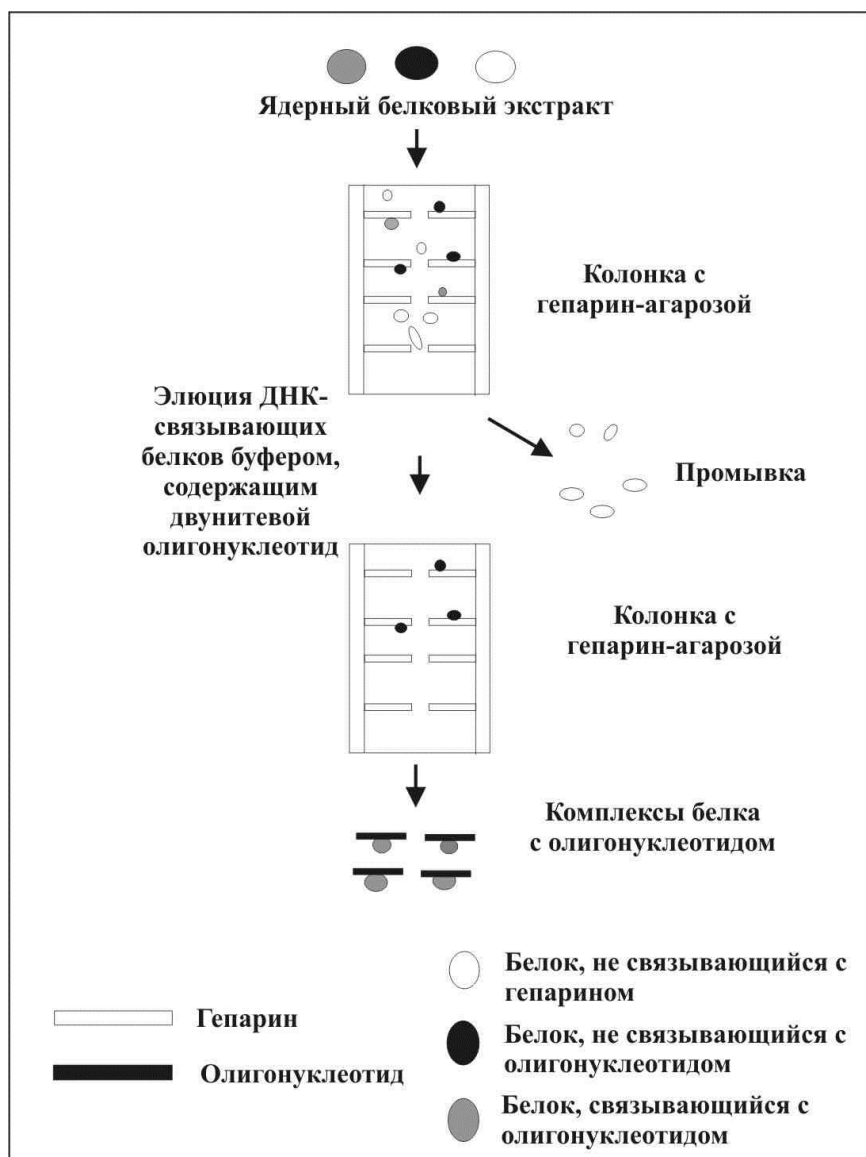 Ядерный белковый экстракт
Колонка с
гепарин-агарозой
Элюция ДНК-
связывающих
белков буфером,
содержащим
двунитевой
олигонуклеотид
Промывка
Колонка с
гепарин-агарозой
Комплексы белка
с олигонуклеотидом
Гепарин
Олигонуклеотид
Белок, не связывающийся с
гепарином
Белок, не связывающийся с
олигонуклеотидом
Белок, связывающийся с
олигонуклеотидом